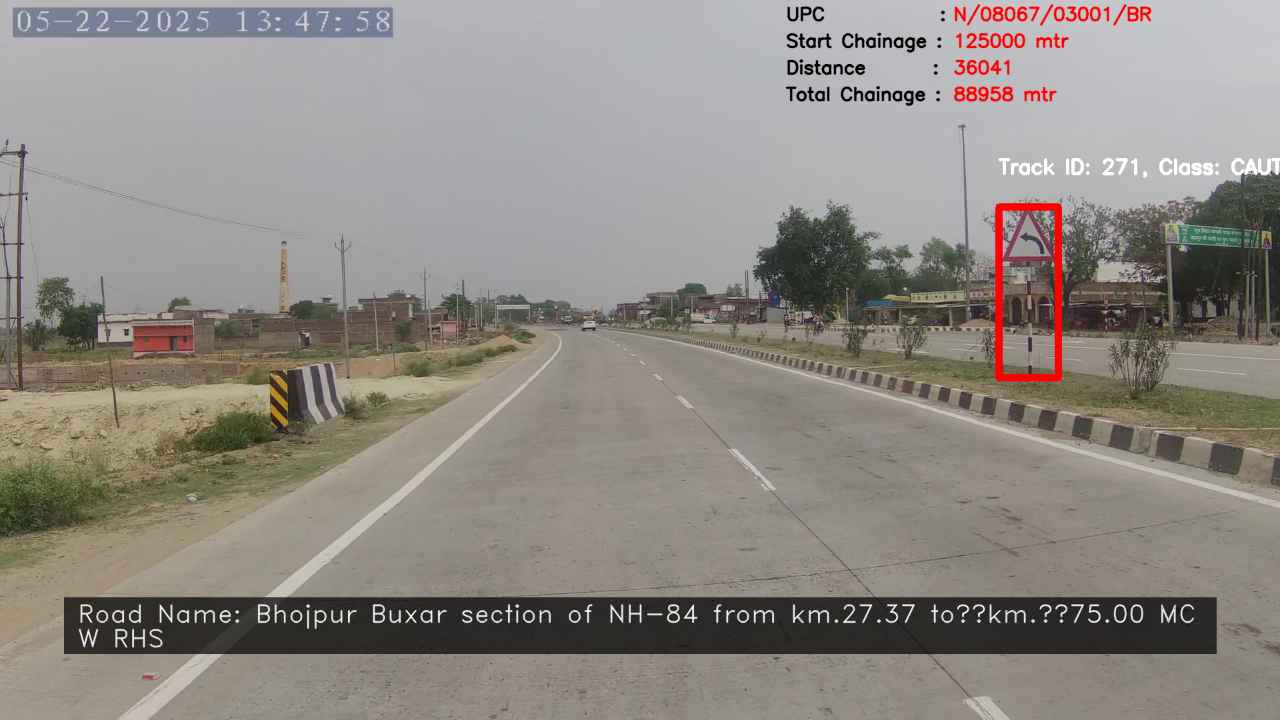 05-22-2025 13:47:58
UPC : N/08067/03001/BR
Start Chainage : 125000 mtr
Distance : 36041
Total Chainage : 88958 mtr
Track ID: 271, Class: CAUT
Road Name: Bhojpur Buxar section of NH-84 from km.27.37 to??km.??75.00 MC
W RHS